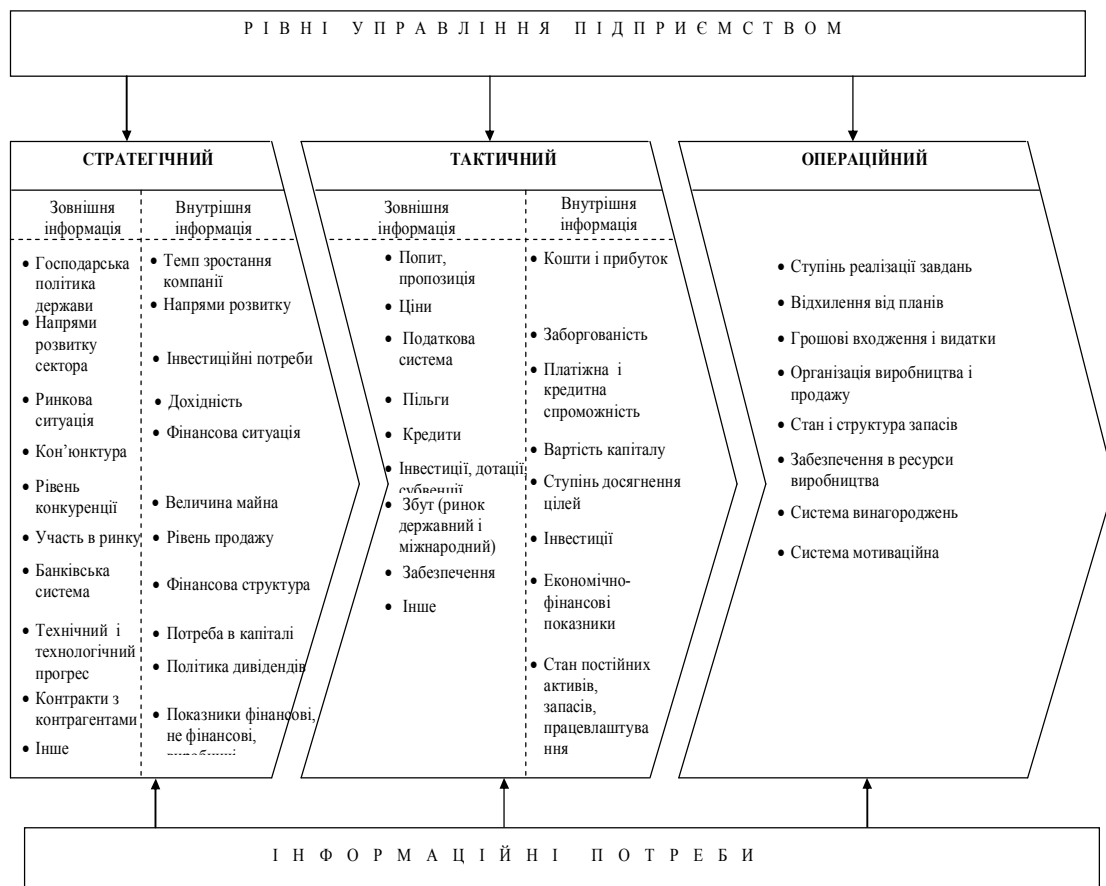 РІВНІ УПРАВЛІННЯ ПІДПРИЄМСТВОМ
СТРАТЕГІЧНИЙ
Зовнішня
інформація
• Господарська
політика
держави
• Напрями
розвитку
сектора
• Ринкова
ситуація
• Кон’юнктура
• Рівень
конкуренції
• Участь в ринку
• Банківська
система
• Технічний і
технологічний
прогрес
• Контракти з
контрагентами
• Інше
Внутрішня
інформація
• Темп зростання
компанії
• Напрями розвитку
• Інвестиційні потреби
• Дохідність
• Фінансова ситуація
• Величина майна
• Рівень продажу
• Фінансова структура
• Потреба в капіталі
• Політика дивідендів
• Показники фінансові,
не фінансові,
ТАКТИЧНИЙ
Зовнішня
інформація
• Попит,
пропозиція
• Ціни
• Податкова
система
• Пільги
• Кредити
• Інвестиції, дотації,
субвенції
• Збут (ринок
державний і
міжнародний)
• Забезпечення
• Інше
Внутрішня
інформація
• Кошти і прибуток
• Заборгованість
• Платіжна і
кредитна
спроможність
• Вартість капіталу
• Ступінь досягнення
цілей
• Інвестиції
• Економічно-
фінансові
показники
• Стан постійних
активів,
запасів,
працевлаштува
ння
ОПЕРАЦІЙНИЙ
• Ступінь реалізації завдань
• Відхилення від планів
• Грошові входження і видатки
• Організація виробництва і
продажу
• Стан і структура запасів
• Забезпечення в ресурси
виробництва
• Система винагороджень
• Система мотиваційна
ІНФОРМАЦІЙНІ ПОТРЕБИ